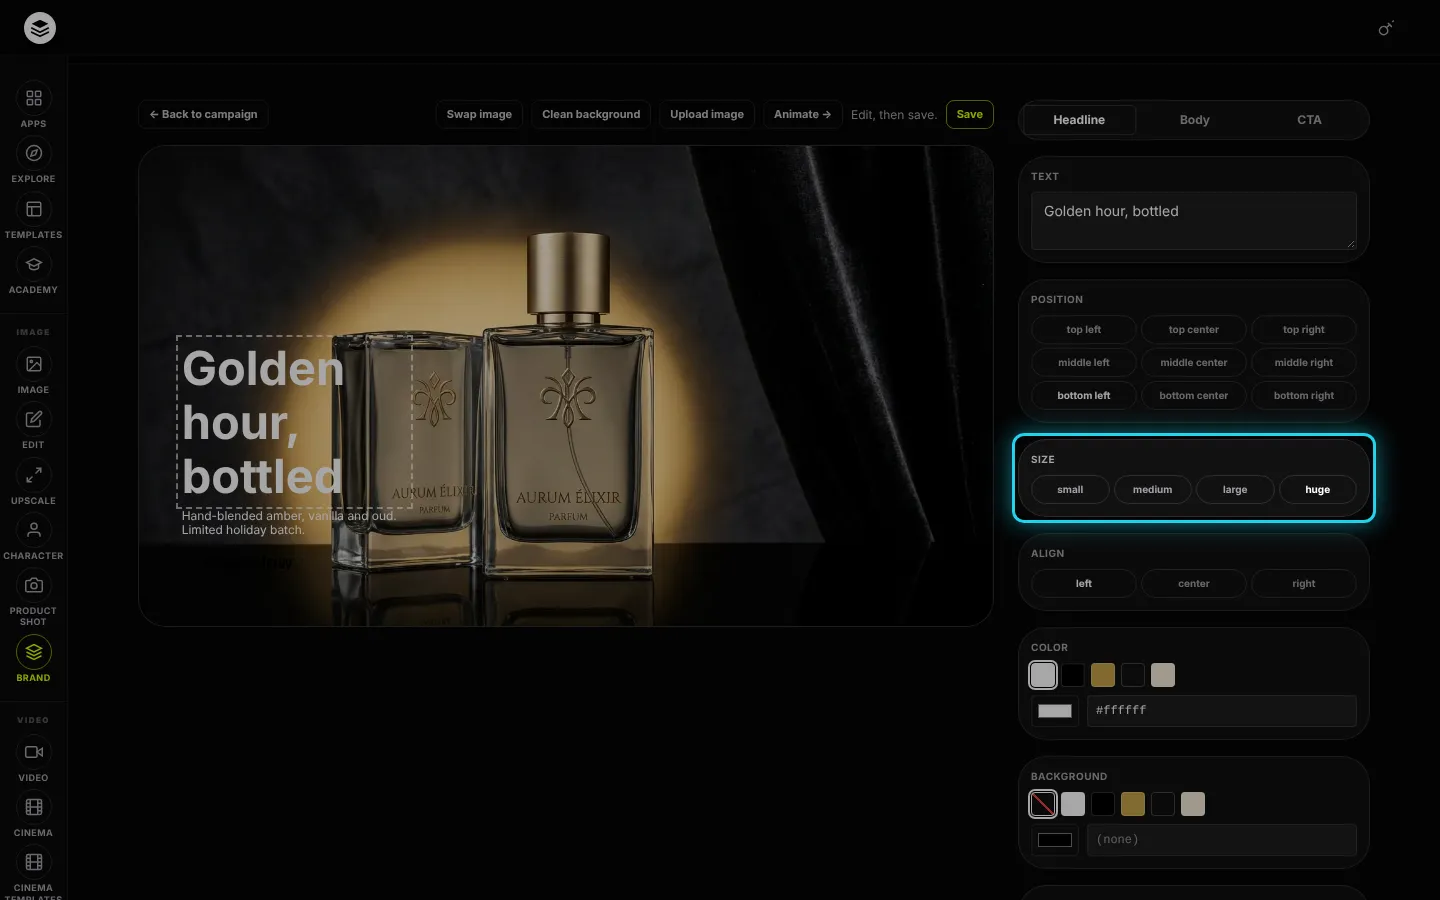 ← Back to campaign
Swap image
Clean background
Upload image
Animate →
Edit, then save.
Save
Headline
Body
CTA
APPS
EXPLORE
TEMPLATES
ACADEMY
IMAGE
IMAGE
EDIT
UPSCALE
CHARACTER
PRODUCT
SHOT
BRAND
VIDEO
VIDEO
CINEMA
CINEMA
TEMPLATES
Golden
hour,
bottled
Hand-blended amber, vanilla and oud.
Limited holiday batch.
AURUM ÉLIXIR
PARFUM
AURUM ÉLIXIR
PARFUM
TEXT
Golden hour, bottled
POSITION
top left
top center
top right
middle left
middle center
middle right
bottom left
bottom center
bottom right
SIZE
small
medium
large
huge
ALIGN
left
center
right
COLOR
#ffffff
BACKGROUND
(none)